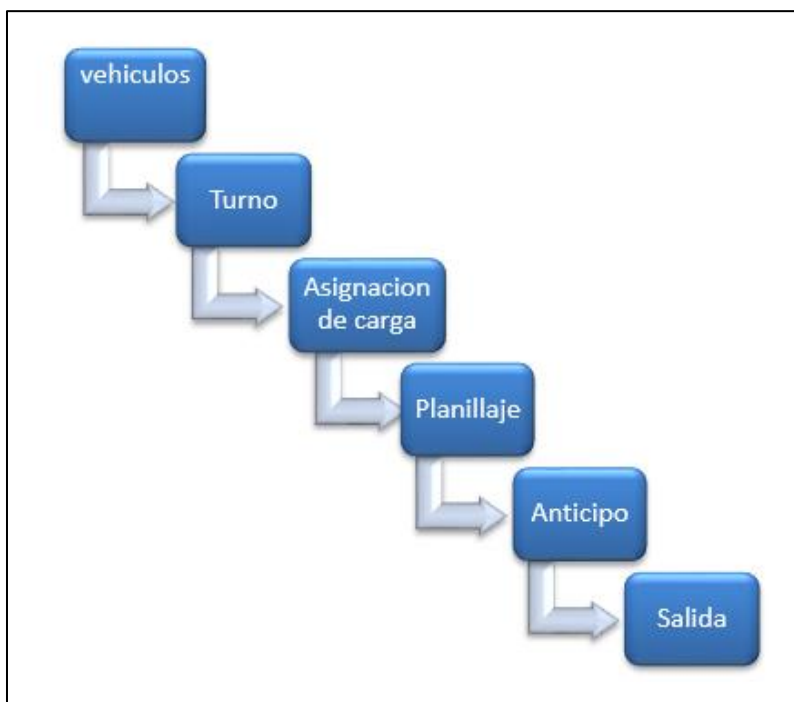 vehiculos
Turno
Asignacion
de carga
Planillaje
Anticipo
Salida